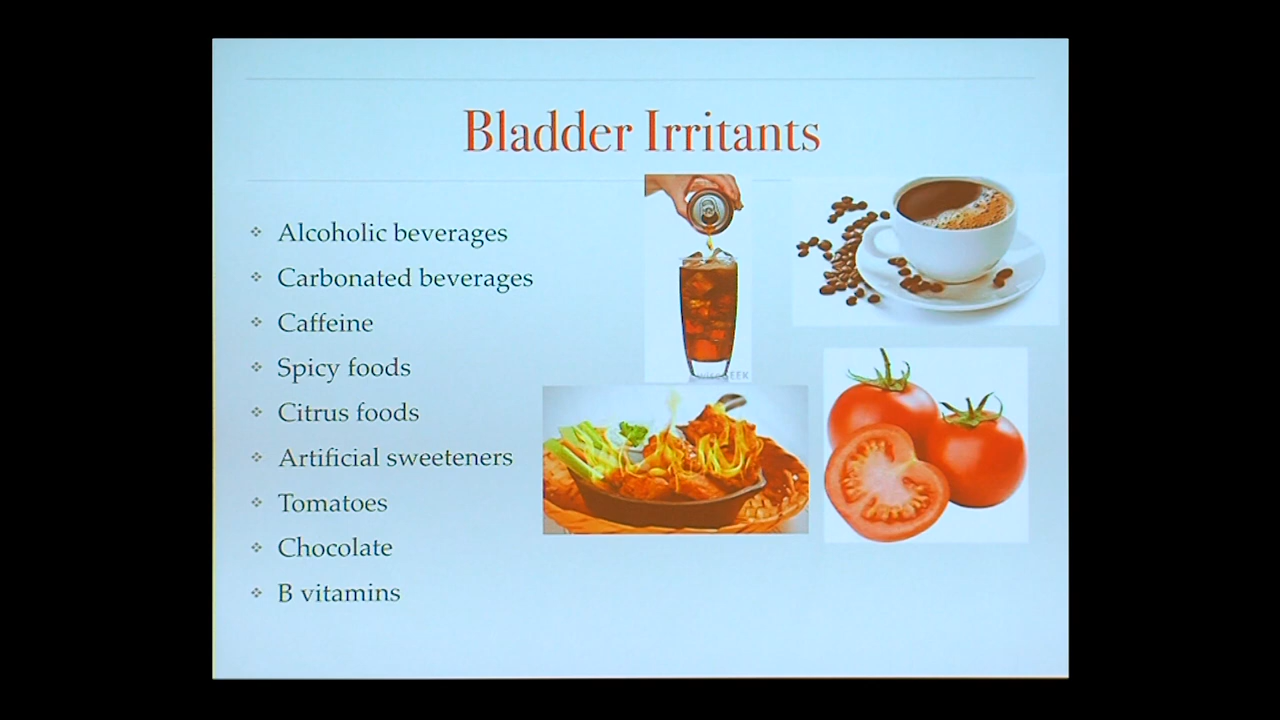 Bladder Irritants
Alcoholic beverages
Carbonated beverages
Caffeine
Spicy foods
Citrus foods
Artificial sweeteners
Tomatoes
Chocolate
B vitamins